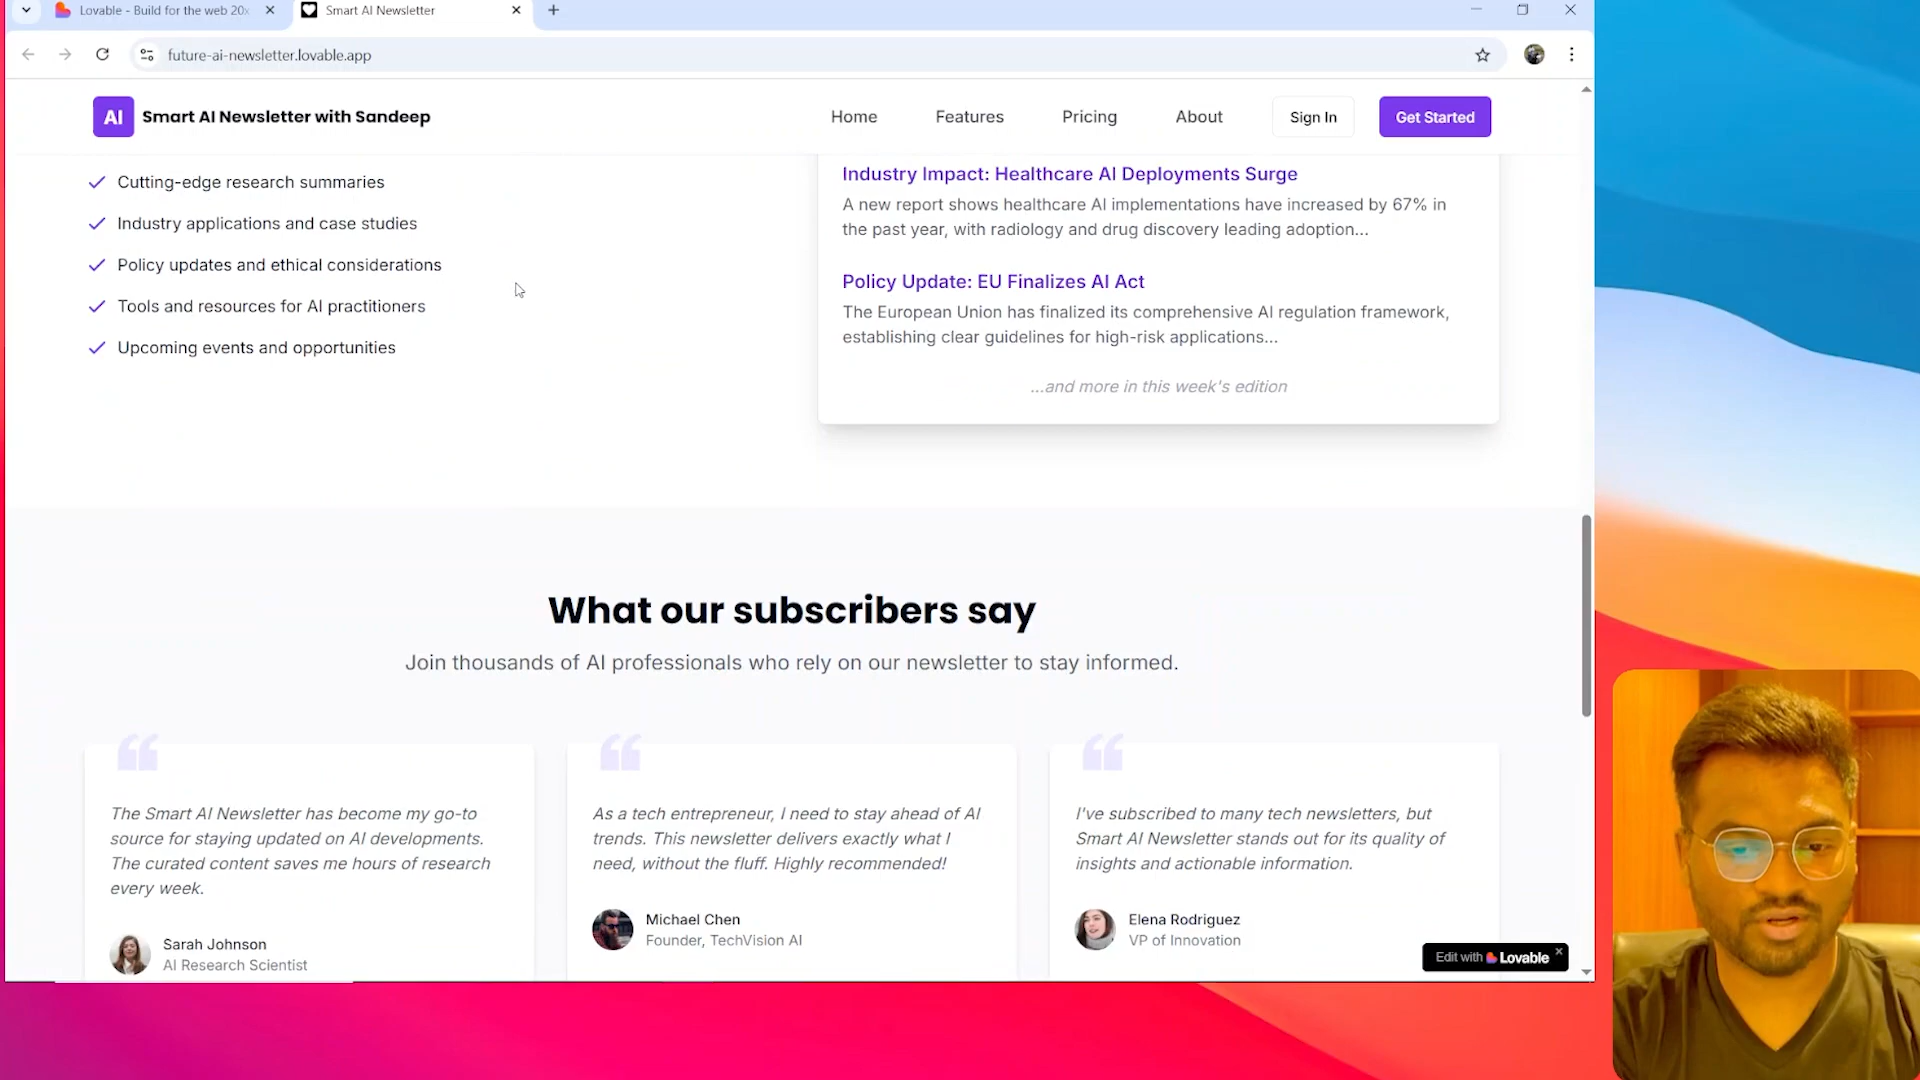 Lovable - Build for the web 20x
Smart AI Newsletter
future-ai-newsletter.lovable.app
AI
Smart AI Newsletter with Sandeep
Home
Features
Pricing
About
Sign In
Get Started
Cutting-edge research summaries
Industry applications and case studies
Policy updates and ethical considerations
Tools and resources for AI practitioners
Upcoming events and opportunities
Industry Impact: Healthcare AI Deployments Surge
A new report shows healthcare AI implementations have increased by 67% in
the past year, with radiology and drug discovery leading adoption...
Policy Update: EU Finalizes AI Act
The European Union has finalized its comprehensive AI regulation framework,
establishing clear guidelines for high-risk applications...
...and more in this week's edition
What our subscribers say
Join thousands of AI professionals who rely on our newsletter to stay informed.
The Smart AI Newsletter has become my go-to
source for staying updated on AI developments.
The curated content saves me hours of research
every week.
Sarah Johnson
AI Research Scientist
As a tech entrepreneur, I need to stay ahead of AI
trends. This newsletter delivers exactly what I
need, without the fluff. Highly recommended!
Michael Chen
Founder, TechVision AI
I've subscribed to many tech newsletters, but
Smart AI Newsletter stands out for its quality of
insights and actionable information.
Elena Rodriguez
VP of Innovation
Edit with Lovable